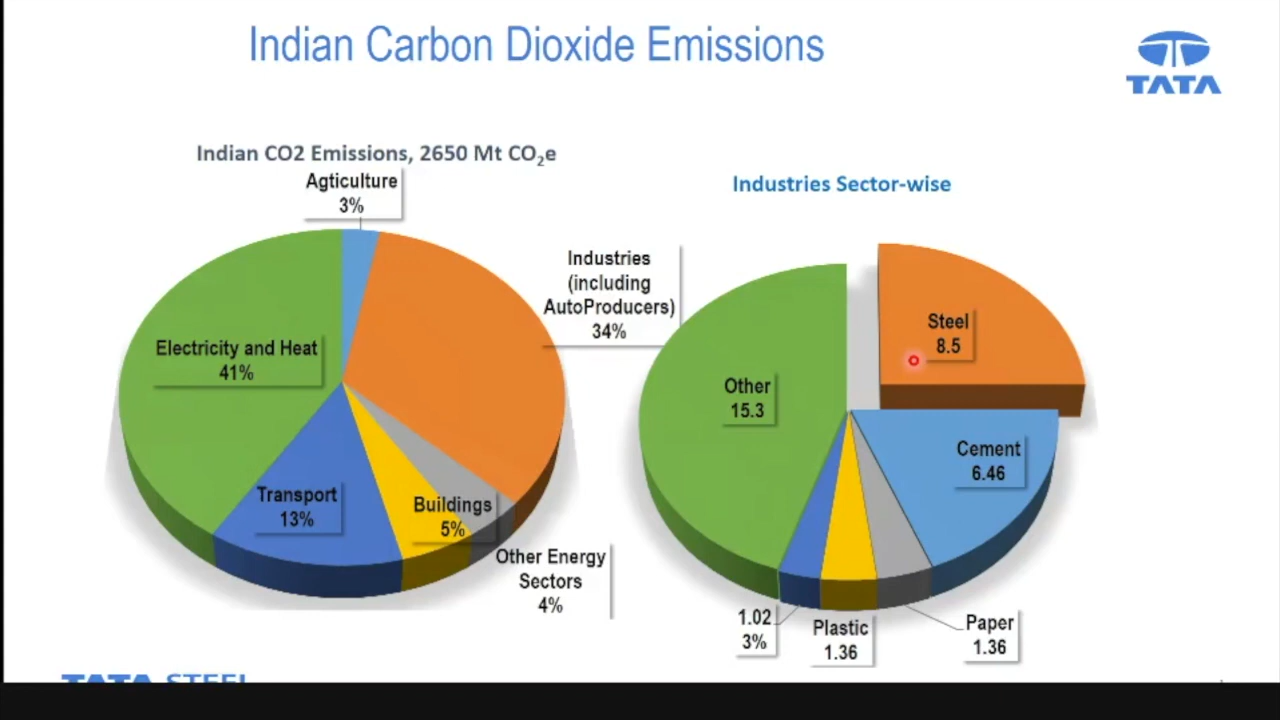 Indian Carbon Dioxide Emissions
TATA
Indian CO2 Emissions, 2650 Mt CO₂e
Agticulture
3%
Industries
(including
AutoProducers)
34%
Electricity and Heat
41%
Transport
13%
Buildings
5%
Other Energy
Sectors
4%
Industries Sector-wise
Steel
8.5
Other
15.3
Cement
6.46
1.02
3%
Plastic
1.36
Paper
1.36
TATA STEEL